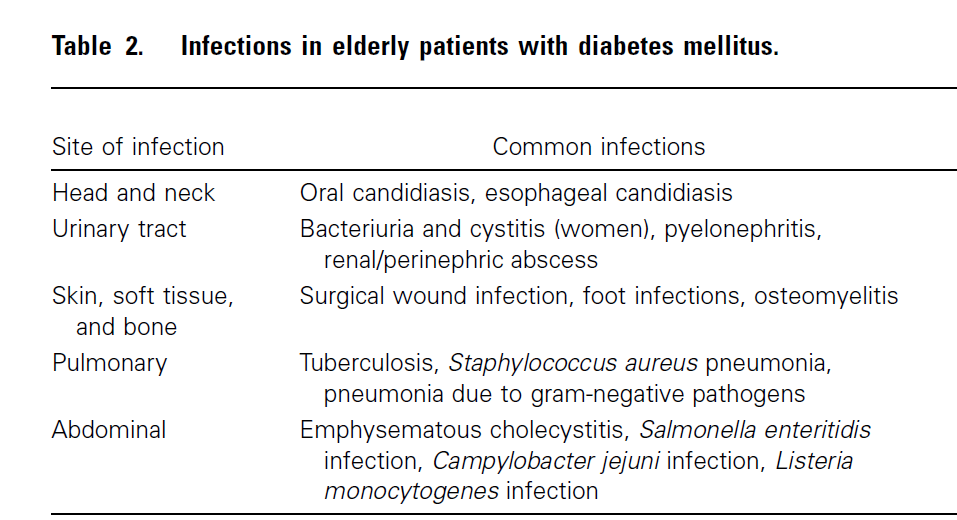 Table 2. Infections in elderly patients with diabetes mellitus.
Site of infection Common infections
Head and neck Oral candidiasis, esophageal candidiasis
Urinary tract Bacteriuria and cystitis (women), pyelonephritis,
renal/perinephric abscess
Skin, soft tissue, Surgical wound infection, foot infections, osteomyelitis
and bone
Pulmonary Tuberculosis, Staphylococcus aureus pneumonia,
pneumonia due to gram-negative pathogens
Abdominal Emphysematous cholecystitis, Salmonella enteritidis
infection, Campylobacter jejuni infection, Listeria
monocytogenes infection